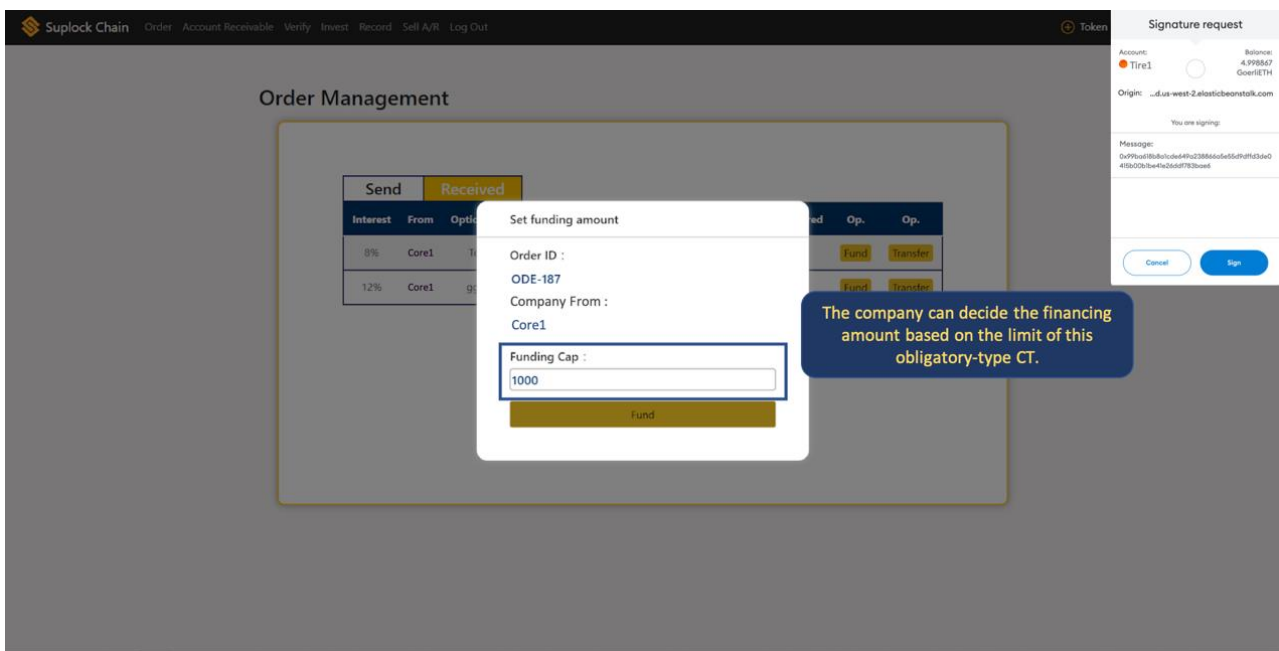 Suplock Chain Order Account Receivable Verify Invest Record Sell A/R Log Out Token
Signature request
Account: Balance:
Tire1 4.998867
GoerliETH
Origin: ...d.us-west-2.elasticbeanstalk.com
You are signing:
Message:
Cancel Sign
Order Management
Send Received
Interest From Op. Op.
8% Core1 Fund Transfer
12% Core1 Fund Transfer
Set funding amount
Order ID :
ODE-187
Company From :
Core1
Funding Cap :
1000
Fund
The company can decide the financing
amount based on the limit of this
obligatory-type CT.